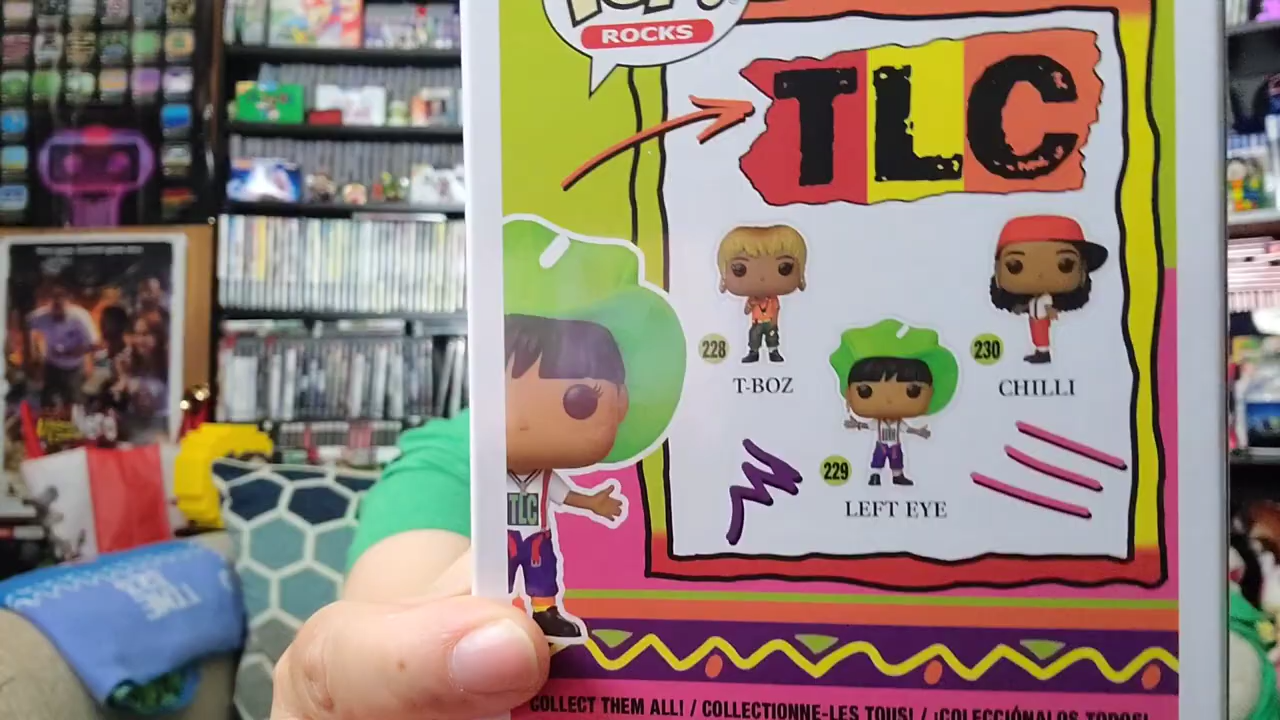 ROCKS
TLC
228
T-BOZ
230
CHILLI
229
LEFT EYE
TLC
COLLECT THEM ALL! / COLLECTIONNE-LES TOUS! / ¡COLECCIÓNALOS TODOS!